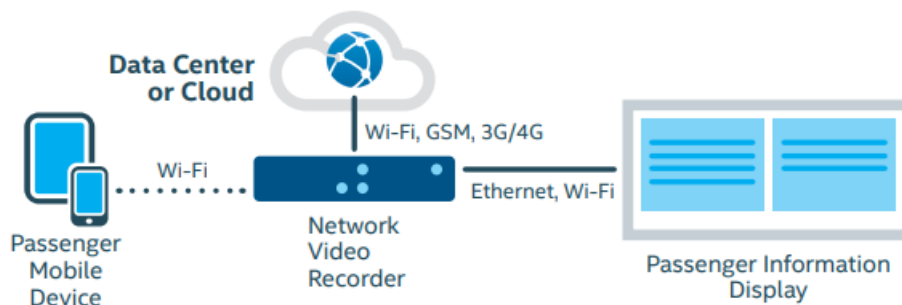 Data Center
or Cloud
Wi-Fi, GSM, 3G/4G
Wi-Fi
Ethernet, Wi-Fi
Network
Video
Recorder
Passenger
Mobile
Device
Passenger Information
Display